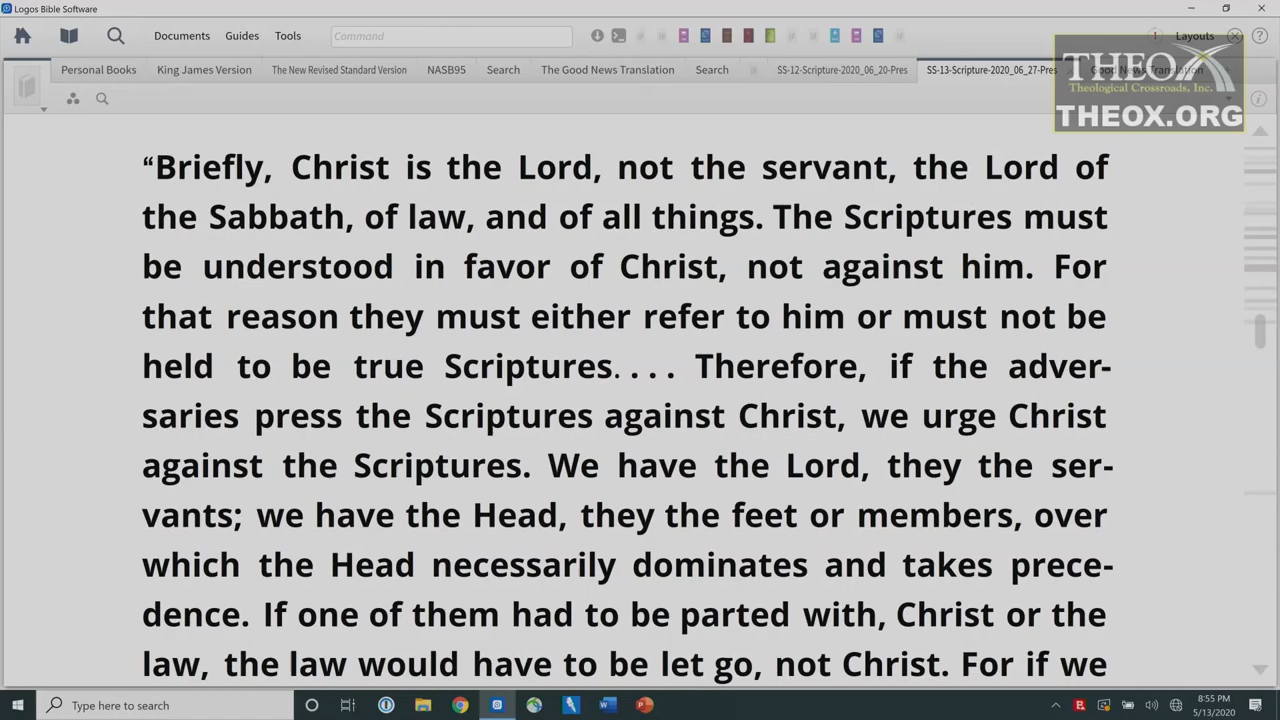 Logos Bible Software
Documents Guides Tools Command Layouts
Personal Books King James Version The New Revised Standard Version NASB95 Search The Good News Translation Search SS-12-Scripture-2020_06_20-Pres SS-13-Scripture-2020_06_27-Pres Good News Translation
THEOX
Theological Crossroads, Inc.
THEOX.ORG
“Briefly, Christ is the Lord, not the servant, the Lord of
the Sabbath, of law, and of all things. The Scriptures must
be understood in favor of Christ, not against him. For
that reason they must either refer to him or must not be
held to be true Scriptures. . . . Therefore, if the adver-
saries press the Scriptures against Christ, we urge Christ
against the Scriptures. We have the Lord, they the ser-
vants; we have the Head, they the feet or members, over
which the Head necessarily dominates and takes prece-
dence. If one of them had to be parted with, Christ or the
law, the law would have to be let go, not Christ. For if we
Type here to search
8:55 PM
5/13/2020